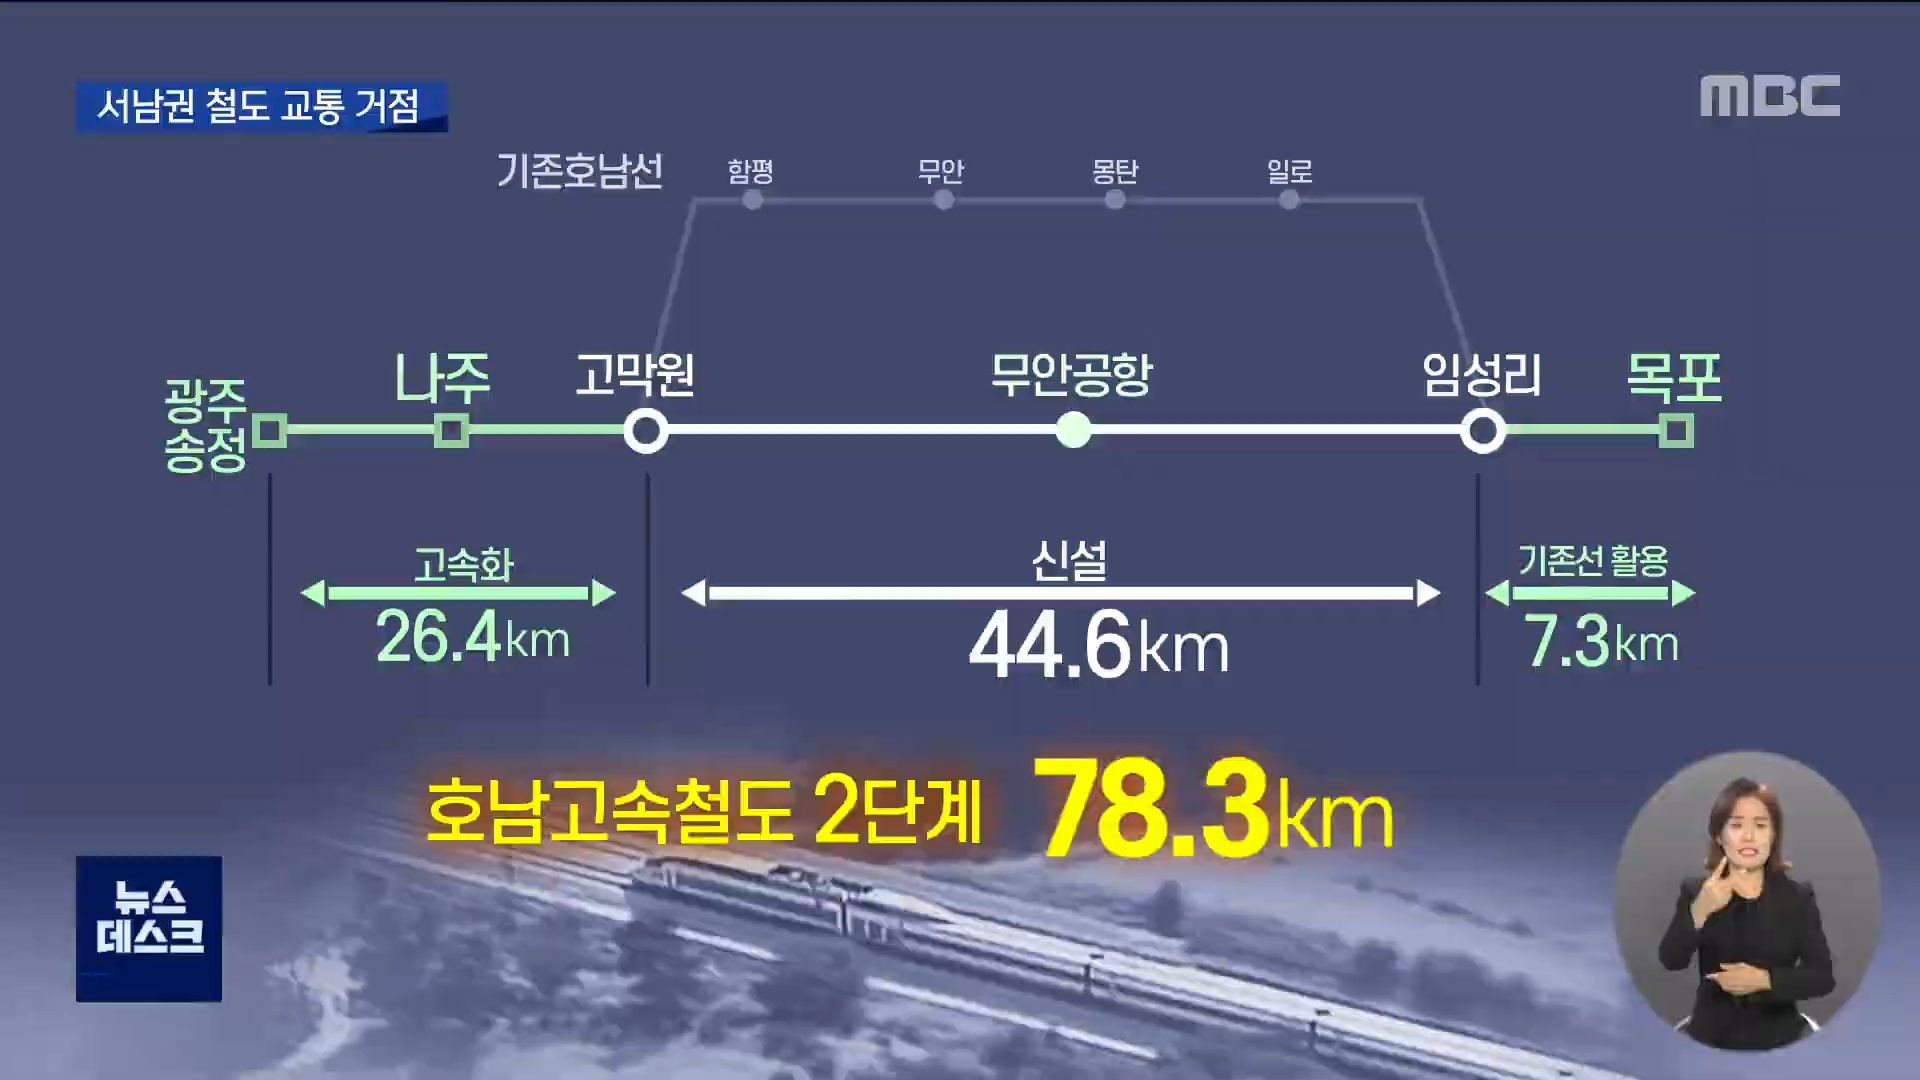 서남권 철도 교통 거점
MBC
기존호남선
함평
무안
몽탄
일로
광주
송정
나주
고막원
무안공항
임성리
목포
고속화
26.4km
신설
44.6km
기존선 활용
7.3km
호남고속철도 2단계 78.3km
뉴스
데스크